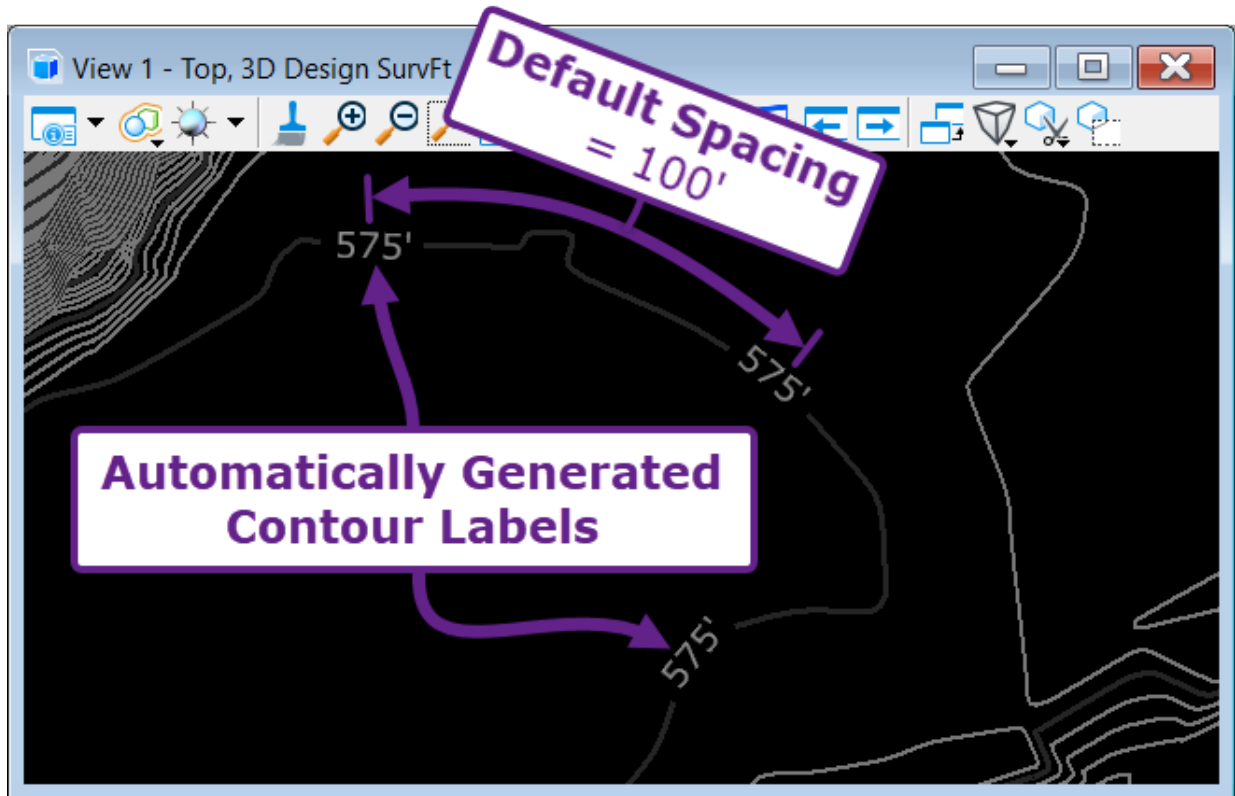 View 1 - Top, 3D Design SurvFt
Default Spacing
= 100'
575'
575'
Automatically Generated
Contour Labels
575'